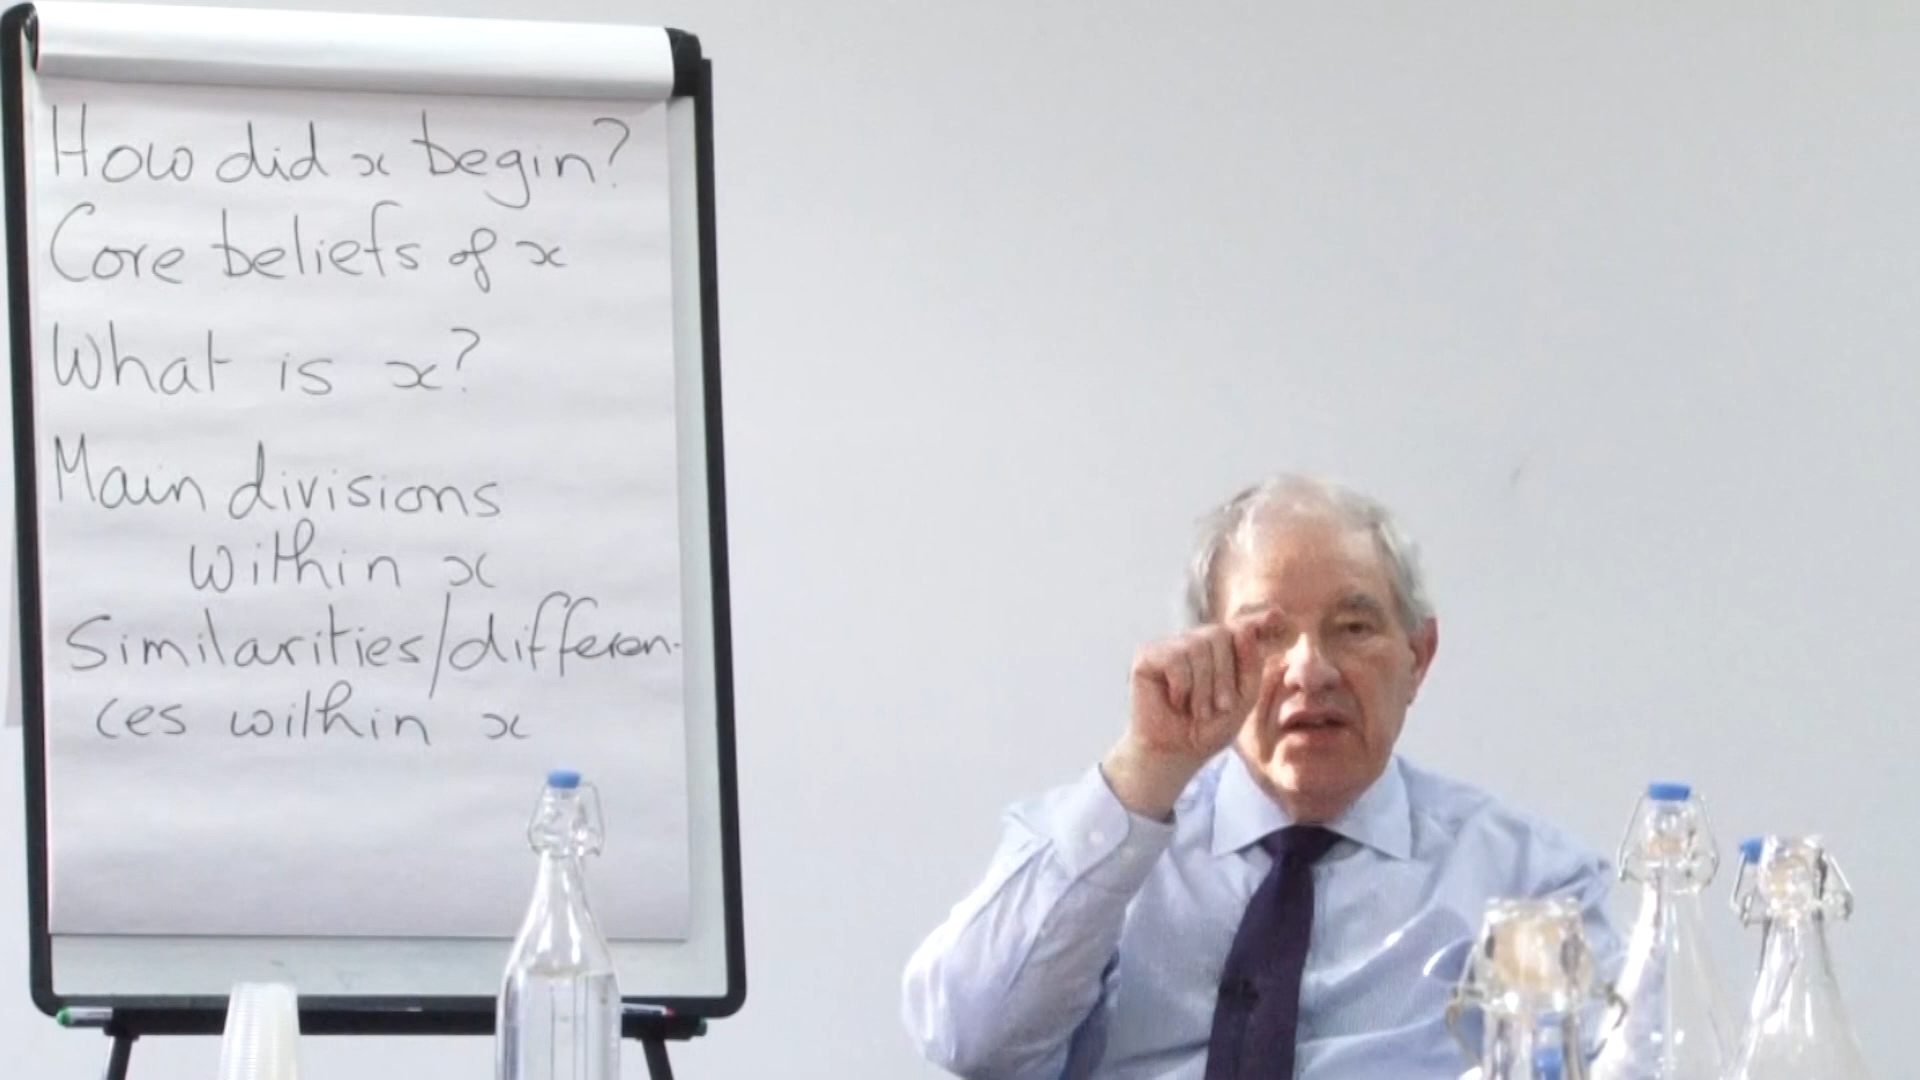 How did x begin?
Core beliefs of x
What is x?
Main divisions
within x
Similarities/differen-
ces within x